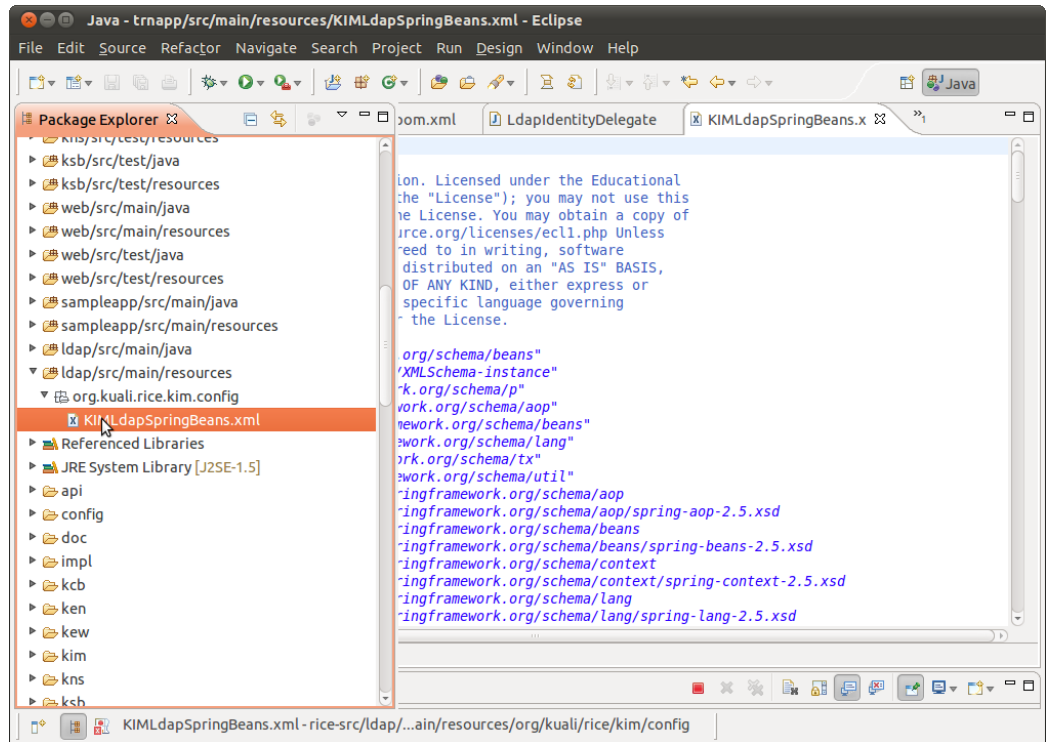 Java - trnapp/src/main/resources/KIMLdapSpringBeans.xml - Eclipse
File Edit Source Refactor Navigate Search Project Run Design Window Help
Java
Package Explorer
pom.xml
LdapIdentityDelegate
KIMLdapSpringBeans.x
»1
kns/src/test/resources
ksb/src/test/java
ksb/src/test/resources
web/src/main/java
web/src/main/resources
web/src/test/java
web/src/test/resources
sampleapp/src/main/java
sampleapp/src/main/resources
ldap/src/main/java
ldap/src/main/resources
org.kuali.rice.kim.config
KIMLdapSpringBeans.xml
Referenced Libraries
JRE System Library [J2SE-1.5]
api
config
doc
impl
kcb
ken
kew
kim
kns
ksb
ion. Licensed under the Educational
the "License"); you may not use this
he License. You may obtain a copy of
urce.org/licenses/ecl1.php Unless
reed to in writing, software
distributed on an "AS IS" BASIS,
OF ANY KIND, either express or
specific language governing
r the License.
.org/schema/beans"
/XMLSchema-instance"
rk.org/schema/p"
work.org/schema/aop"
mework.org/schema/beans"
ework.org/schema/lang"
ork.org/schema/tx"
ework.org/schema/util"
ringframework.org/schema/aop
ringframework.org/schema/aop/spring-aop-2.5.xsd
ringframework.org/schema/beans
ringframework.org/schema/beans/spring-beans-2.5.xsd
ringframework.org/schema/context
ringframework.org/schema/context/spring-context-2.5.xsd
ringframework.org/schema/lang
ringframework.org/schema/lang/spring-lang-2.5.xsd
KIMLdapSpringBeans.xml - rice-src/ldap/...ain/resources/org/kuali/rice/kim/config